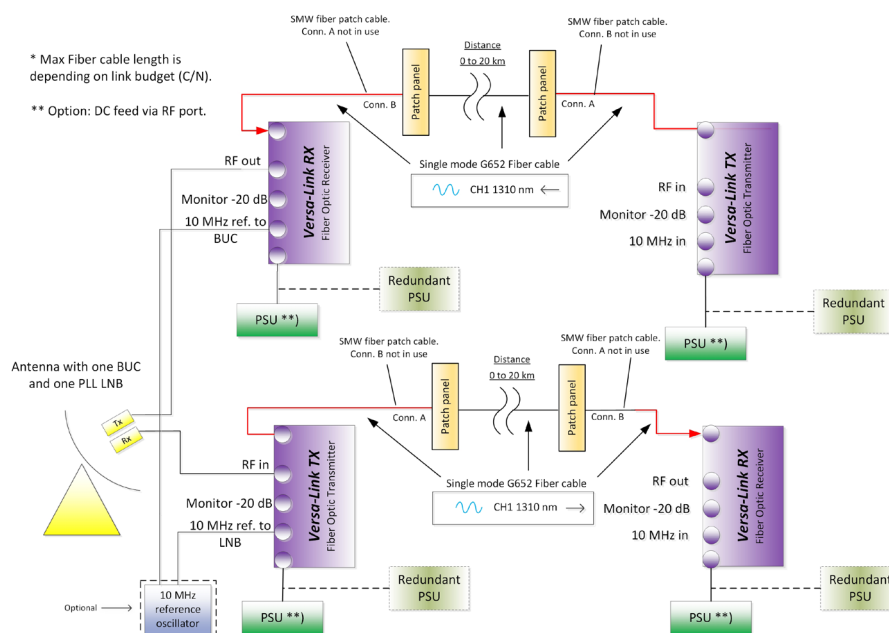 SMW fiber patch cable.
Conn. A not in use
Distance
0 to 20 km
SMW fiber patch cable.
Conn. B not in use
* Max Fiber cable length is
depending on link budget (C/N).
** Option: DC feed via RF port.
Conn. B
Patch panel
Patch panel
Conn. A
Single mode G652 Fiber cable
CH1 1310 nm
RF out
Monitor -20 dB
10 MHz ref. to
BUC
Versa-Link RX
Fiber Optic Receiver
RF in
Monitor -20 dB
10 MHz in
Versa-Link TX
Fiber Optic Transmitter
Redundant
PSU
PSU **)
Redundant
PSU
PSU **)
SMW fiber patch cable.
Conn. B not in use
Distance
0 to 20 km
SMW fiber patch cable.
Conn. A not in use
Antenna with one BUC
and one PLL LNB
Tx
Rx
Conn. A
Patch panel
Patch panel
Conn. B
Single mode G652 Fiber cable
CH1 1310 nm
RF in
Monitor -20 dB
10 MHz ref. to
LNB
Versa-Link TX
Fiber Optic Transmitter
RF out
Monitor -20 dB
10 MHz in
Versa-Link RX
Fiber Optic Receiver
Optional
10 MHz
reference
oscillator
Redundant
PSU
PSU **)
Redundant
PSU
PSU **)